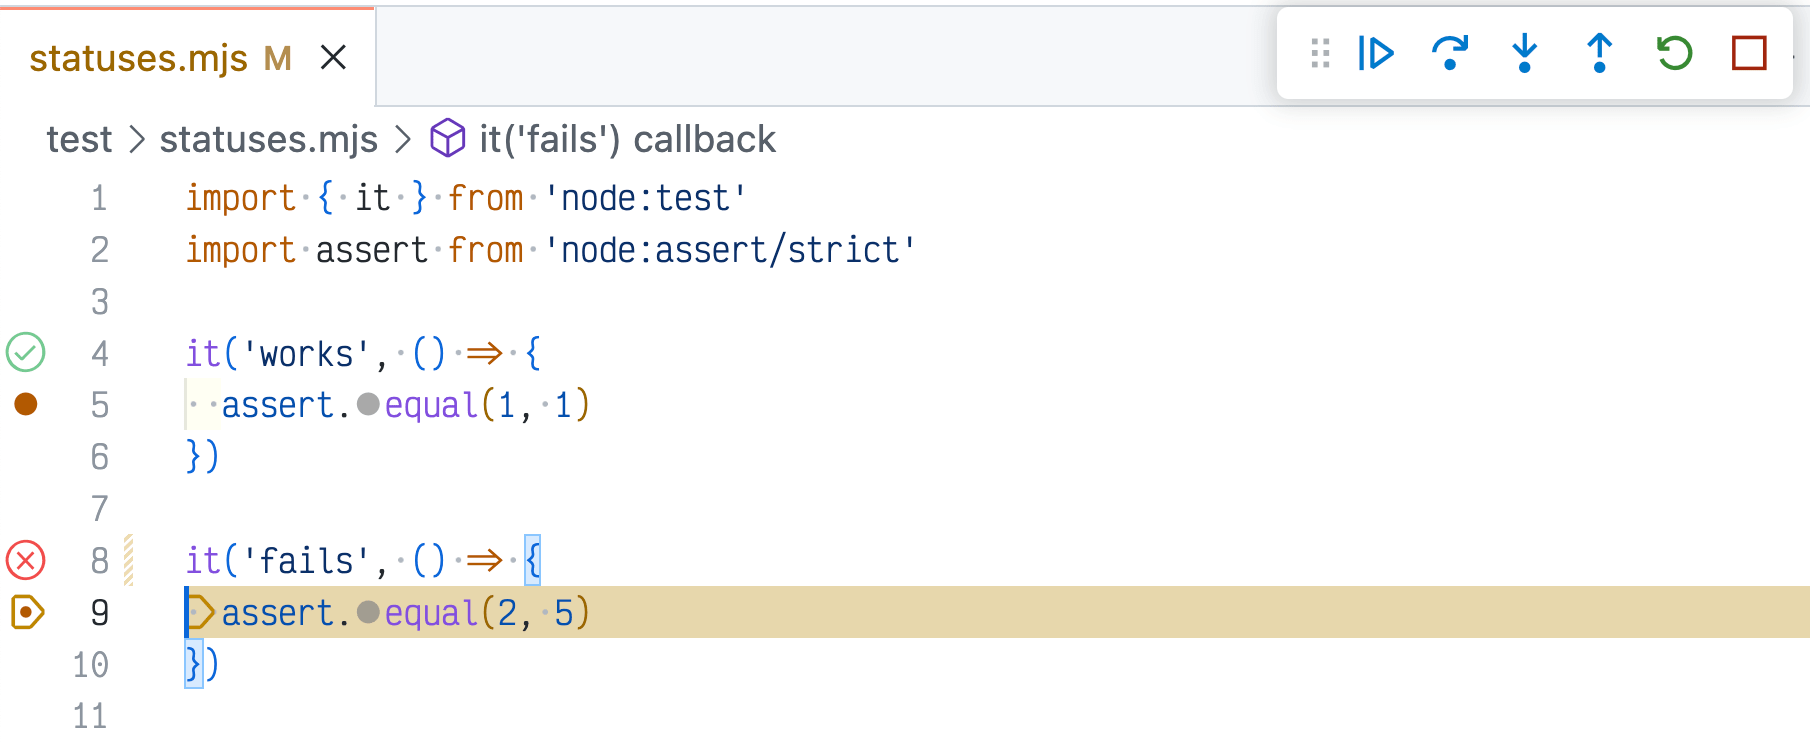 statuses.mjs M
test > statuses.mjs > it('fails') callback
1 import { it } from 'node:test'
2 import assert from 'node:assert/strict'
3
4 it('works', () => {
5 assert.equal(1, 1)
6 })
7
8 it('fails', () => {
9 assert.equal(2, 5)
10 })
11